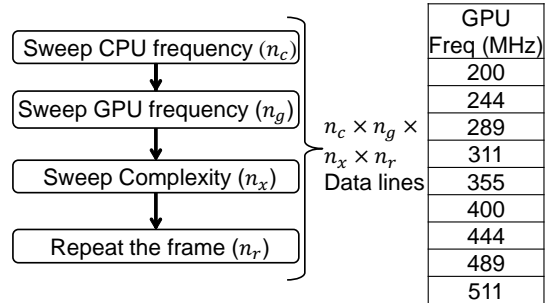 Sweep CPU frequency (n_c)
Sweep GPU frequency (n_g)
Sweep Complexity (n_x)
Repeat the frame (n_r)
n_c × n_g ×
n_x × n_r
Data lines
GPU
Freq (MHz)
200
244
289
311
355
400
444
489
511